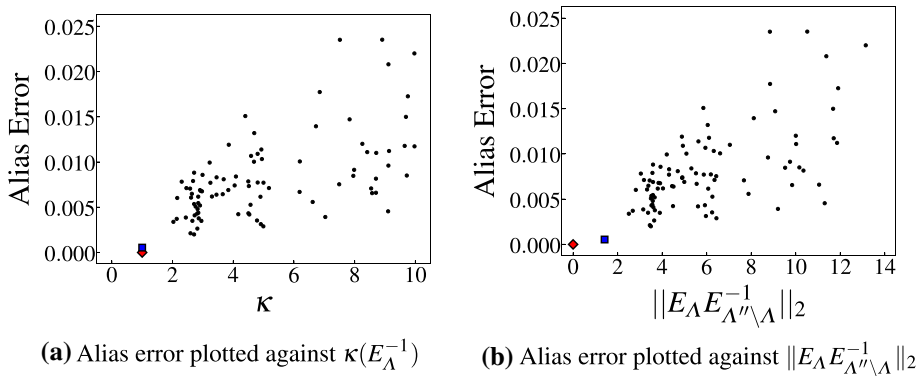 0.025
0.020
0.015
0.010
0.005
0.000
Alias Error
0 2 4 6 8 10
κ
(a) Alias error plotted against κ(E_Λ^{-1})
0.025
0.020
0.015
0.010
0.005
0.000
Alias Error
0 2 4 6 8 10 12 14
||E_Λ E_{Λ''\Λ}^{-1}||_2
(b) Alias error plotted against ‖E_Λ E_{Λ''\Λ}^{-1}‖_2